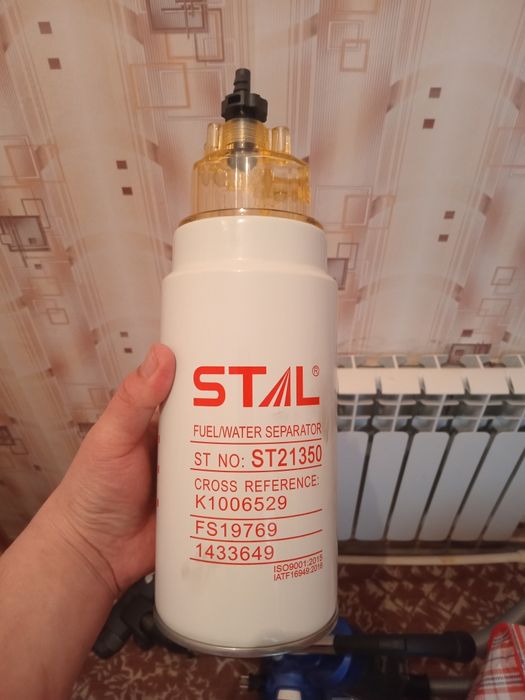 STAL®
FUEL/WATER SEPARATOR
ST NO: ST21350
CROSS REFERENCE:
K1006529
FS19769
1433649
ISO9001:2015
IATF16949:2016